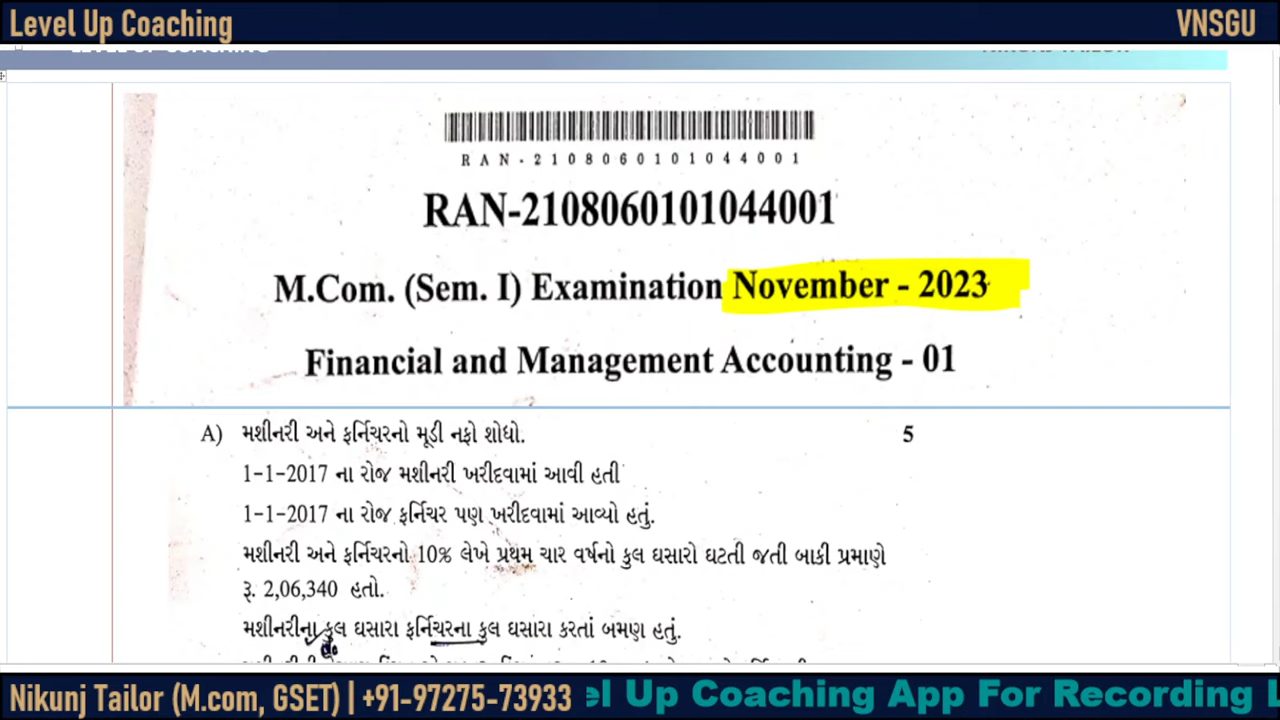 Level Up Coaching
VNSGU
RAN-2108060101044001
RAN-2108060101044001
M.Com. (Sem. I) Examination November - 2023
Financial and Management Accounting - 01
A) મશીનરી અને ફર્નિચરનો મૂડી નફો શોધો. 5
1-1-2017 ના રોજ મશીનરી ખરીદવામાં આવી હતી
1-1-2017 ના રોજ ફર્નિચર પણ ખરીદવામાં આવ્યો હતું.
મશીનરી અને ફર્નિચરનો 10% લેખે પ્રથમ ચાર વર્ષનો કુલ ઘસારો ઘટતી જતી બાકી પ્રમાણે
રૂ. 2,06,340 હતો.
મશીનરીના કુલ ઘસારા ફર્નિચરના કુલ ઘસારા કરતાં બમણ હતું.
Nikunj Tailor (M.com, GSET) | +91-97275-73933
el Up Coaching App For Recording